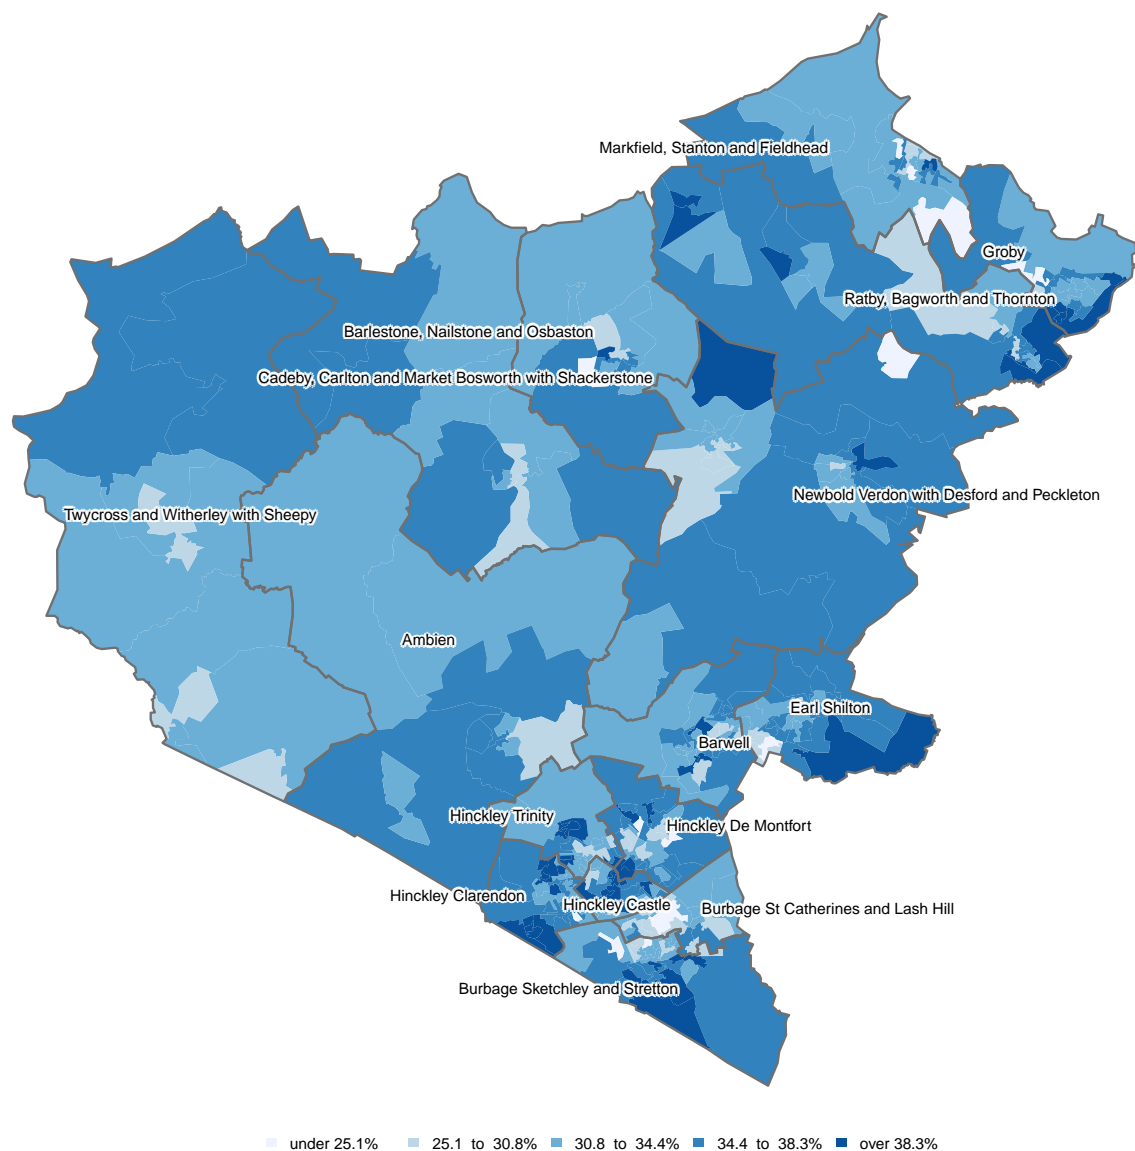 Markfield, Stanton and Fieldhead
Groby
Ratby, Bagworth and Thornton
Barlestone, Nailstone and Osbaston
Cadeby, Carlton and Market Bosworth with Shackerstone
Newbold Verdon with Desford and Peckleton
Twycross and Witherley with Sheepy
Ambien
Earl Shilton
Barwell
Hinckley Trinity
Hinckley De Montfort
Hinckley Clarendon
Hinckley Castle
Burbage St Catherines and Lash Hill
Burbage Sketchley and Stretton
under 25.1% 25.1 to 30.8% 30.8 to 34.4% 34.4 to 38.3% over 38.3%